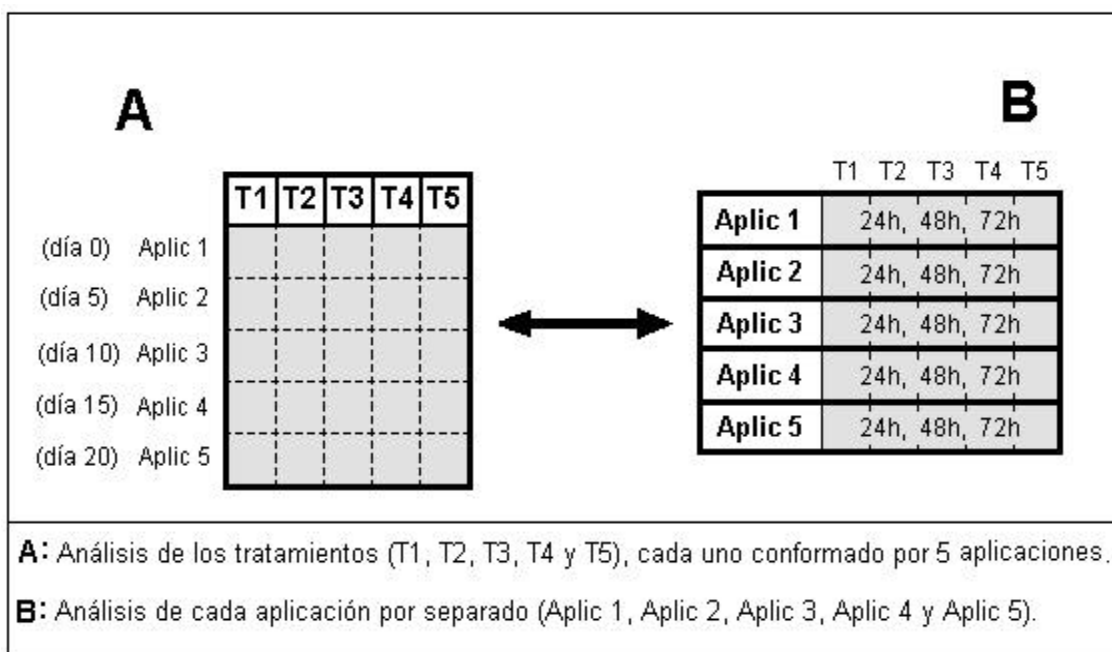 A
B
T1 T2 T3 T4 T5
(día 0) Aplic 1
(día 5) Aplic 2
(día 10) Aplic 3
(día 15) Aplic 4
(día 20) Aplic 5
T1 T2 T3 T4 T5
Aplic 1 24h, 48h, 72h
Aplic 2 24h, 48h, 72h
Aplic 3 24h, 48h, 72h
Aplic 4 24h, 48h, 72h
Aplic 5 24h, 48h, 72h
A: Análisis de los tratamientos (T1, T2, T3, T4 y T5), cada uno conformado por 5 aplicaciones.
B: Análisis de cada aplicación por separado (Aplic 1, Aplic 2, Aplic 3, Aplic 4 y Aplic 5).